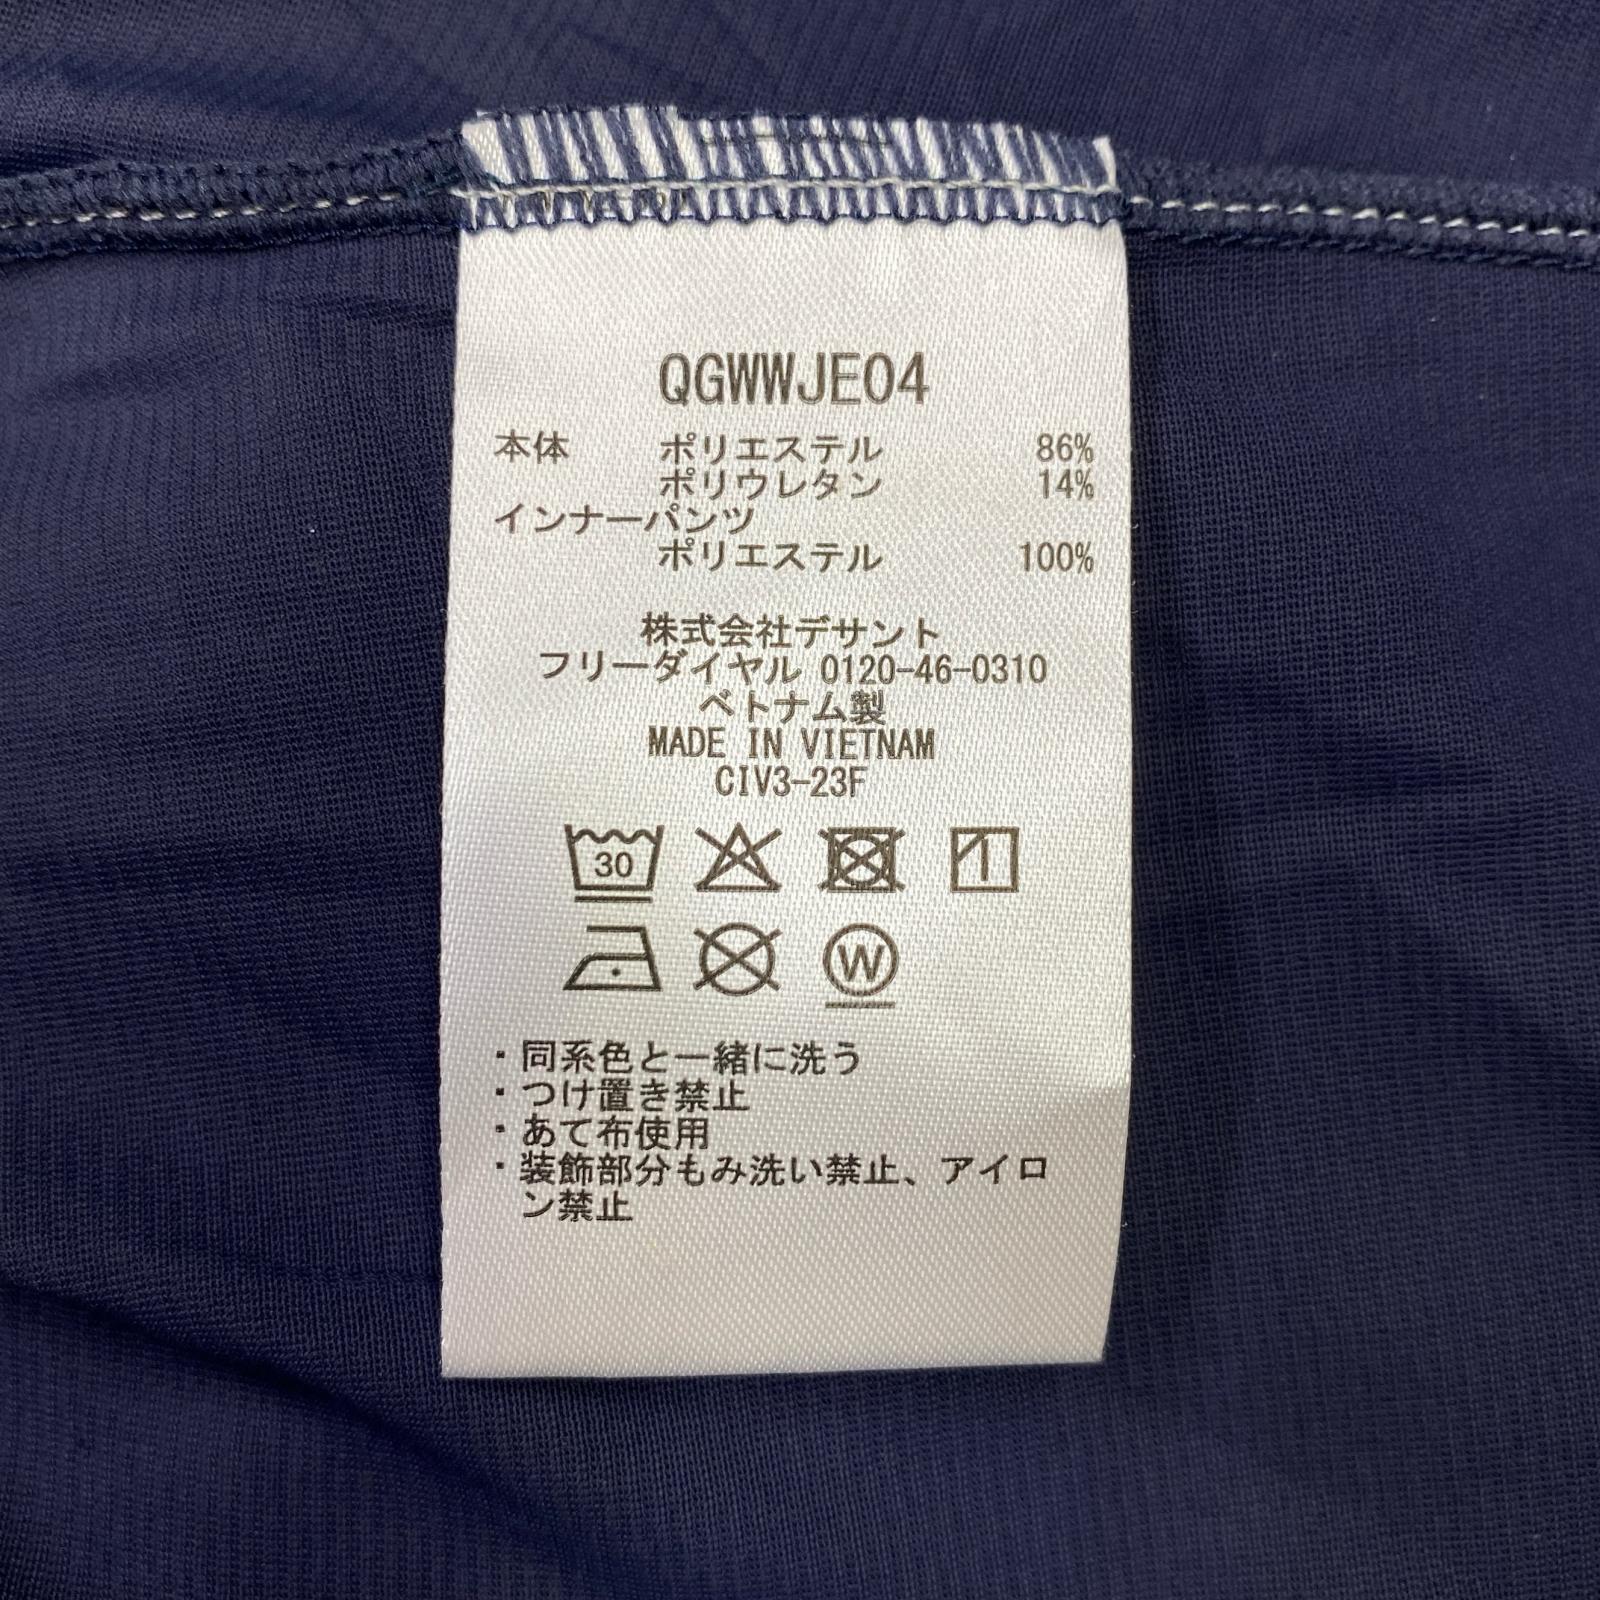 QGWWJE04
本体 ポリエステル 86%
ポリウレタン 14%
インナーパンツ
ポリエステル 100%
株式会社デサント
フリーダイヤル 0120-46-0310
ベトナム製
MADE IN VIETNAM
CIV3-23F
30
W
・同系色と一緒に洗う
・つけ置き禁止
・あて布使用
・装飾部分もみ洗い禁止、アイロ
ン禁止